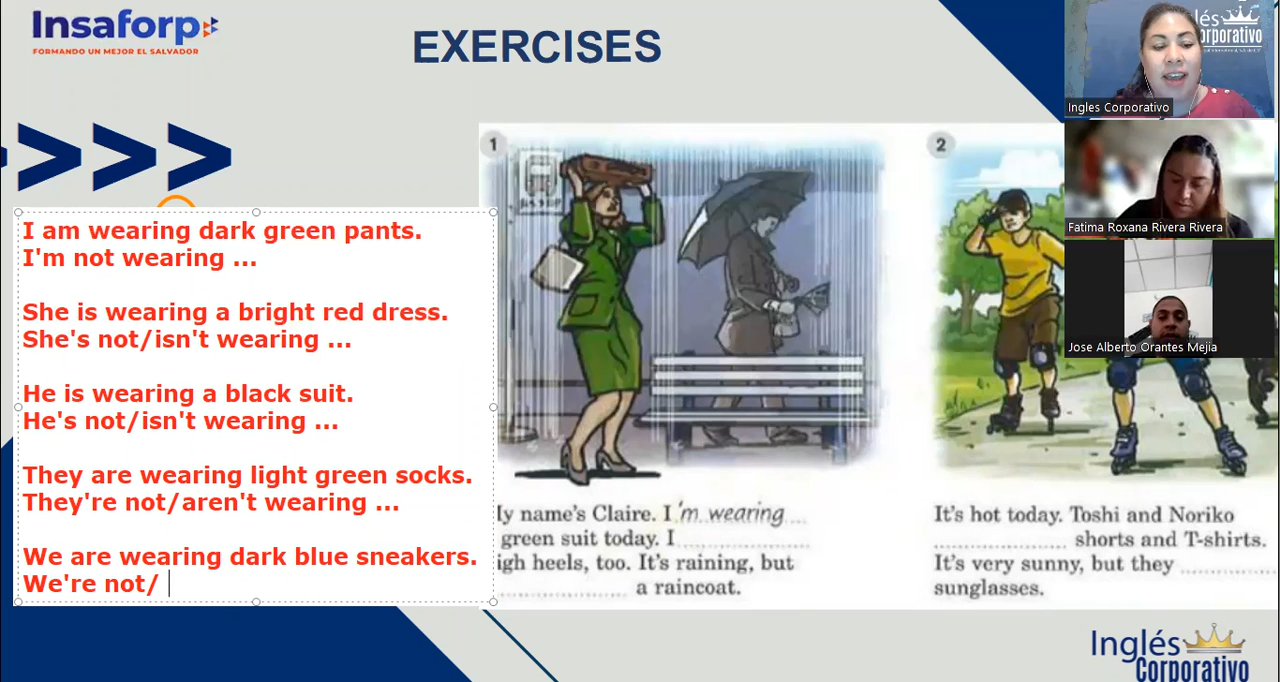 Insaforp
FORMANDO UN MEJOR EL SALVADOR
EXERCISES
I am wearing dark green pants.
I'm not wearing ...
She is wearing a bright red dress.
She's not/isn't wearing ...
He is wearing a black suit.
He's not/isn't wearing ...
They are wearing light green socks.
They're not/aren't wearing ...
We are wearing dark blue sneakers.
We're not/
1
ly name's Claire. I 'm wearing
green suit today. I
igh heels, too. It's raining, but
a raincoat.
2
It's hot today. Toshi and Noriko
shorts and T-shirts.
It's very sunny, but they
sunglasses.
lés
orporativo
Ingles Corporativo
Fatima Roxana Rivera Rivera
Jose Alberto Orantes Mejia
Inglés
Corporativo